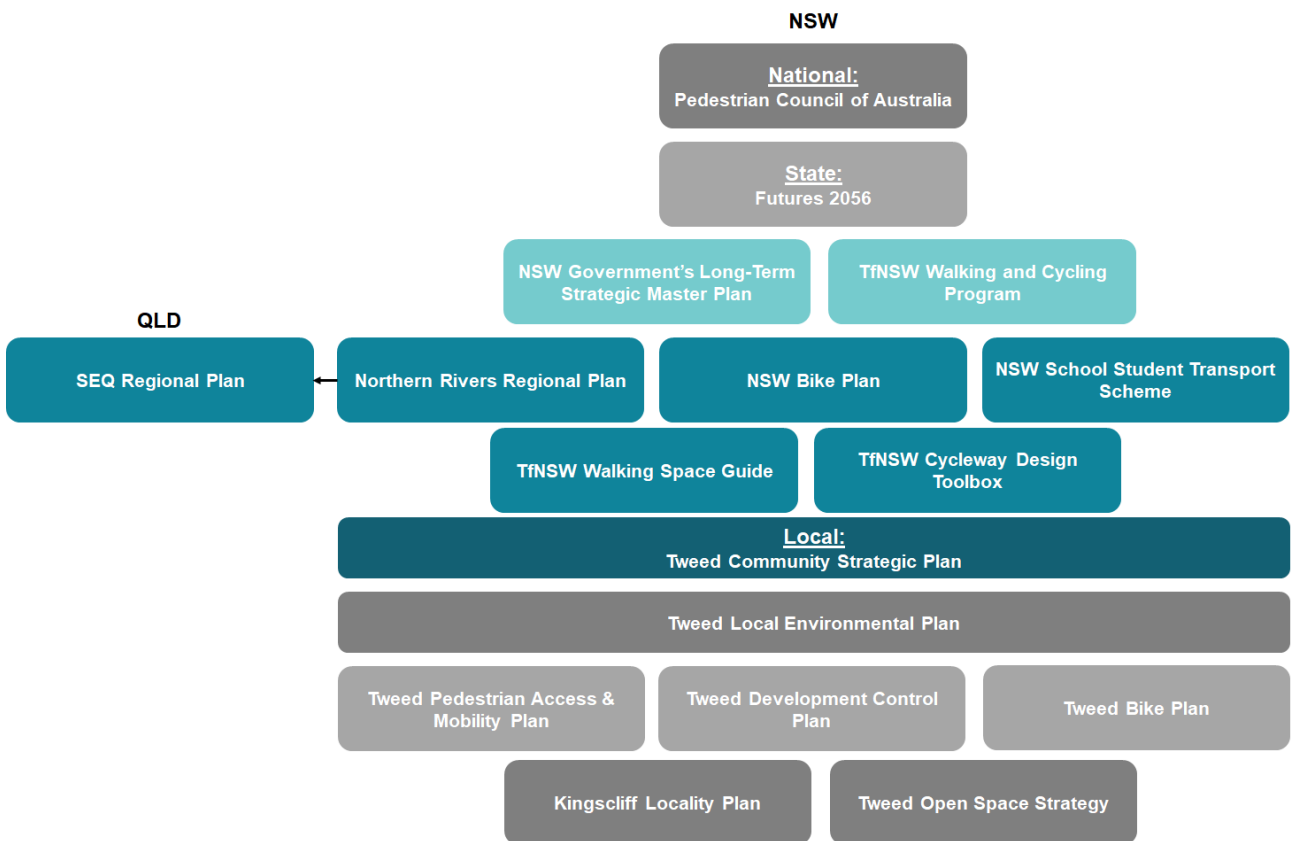 NSW
National:
Pedestrian Council of Australia
State:
Futures 2056
NSW Government’s Long-Term
Strategic Master Plan
TfNSW Walking and Cycling
Program
QLD
SEQ Regional Plan
Northern Rivers Regional Plan
NSW Bike Plan
NSW School Student Transport
Scheme
TfNSW Walking Space Guide
TfNSW Cycleway Design
Toolbox
Local:
Tweed Community Strategic Plan
Tweed Local Environmental Plan
Tweed Pedestrian Access &
Mobility Plan
Tweed Development Control
Plan
Tweed Bike Plan
Kingscliff Locality Plan
Tweed Open Space Strategy